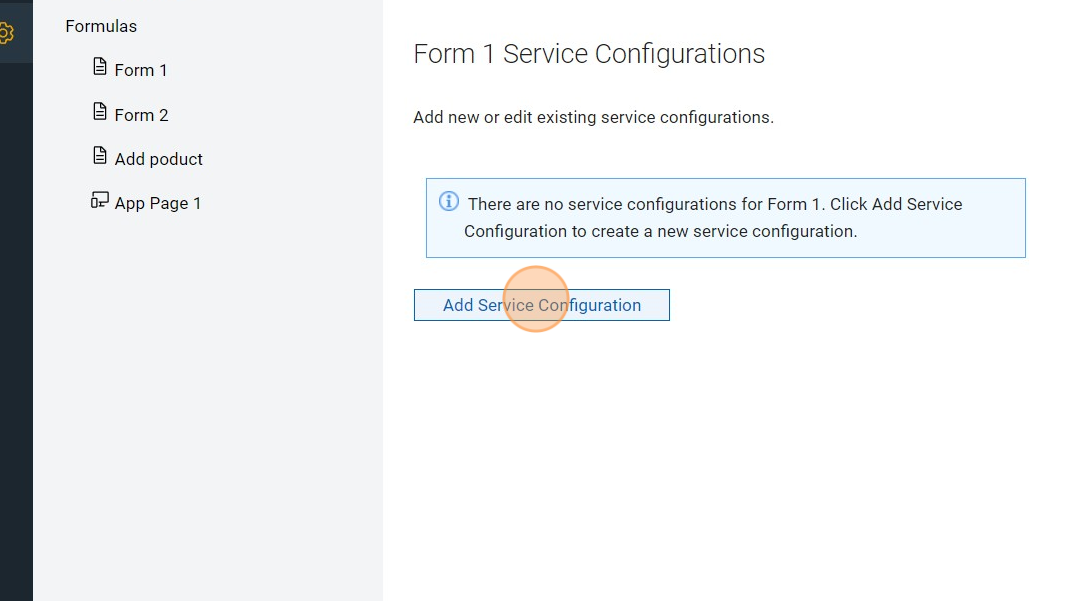 Formulas
Form 1
Form 2
Add poduct
App Page 1
Form 1 Service Configurations
Add new or edit existing service configurations.
There are no service configurations for Form 1. Click Add Service
Configuration to create a new service configuration.
Add Service Configuration